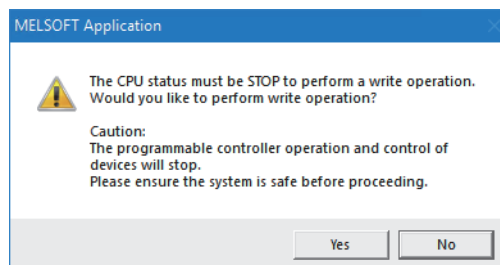 MELSOFT Application
The CPU status must be STOP to perform a write operation.
Would you like to perform write operation?
Caution:
The programmable controller operation and control of
devices will stop.
Please ensure the system is safe before proceeding.
Yes
No